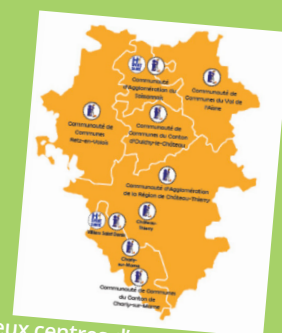 Communauté
d'Agglomération du
Soissonnais
Communauté de
Communes du Val de
l'Aisne
Communauté de
Communes
Retz-en-Valois
Communauté de
Communes du Canton
d'Oulchy-le-Château
Communauté d'Agglomération
de la Région de Château-Thierry
Château-
Thierry
Villiers Saint Denis
Charly-
sur-Marne
Communauté de Communes
du Canton de
Charly-sur-Marne
eux centres